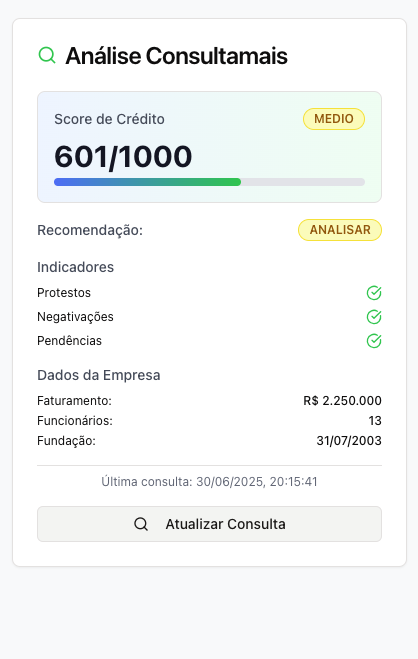 Análise Consultamais
Score de Crédito MEDIO
601/1000
Recomendação: ANALISAR
Indicadores
Protestos
Negativações
Pendências
Dados da Empresa
Faturamento: R$ 2.250.000
Funcionários: 13
Fundação: 31/07/2003
Última consulta: 30/06/2025, 20:15:41
Atualizar Consulta